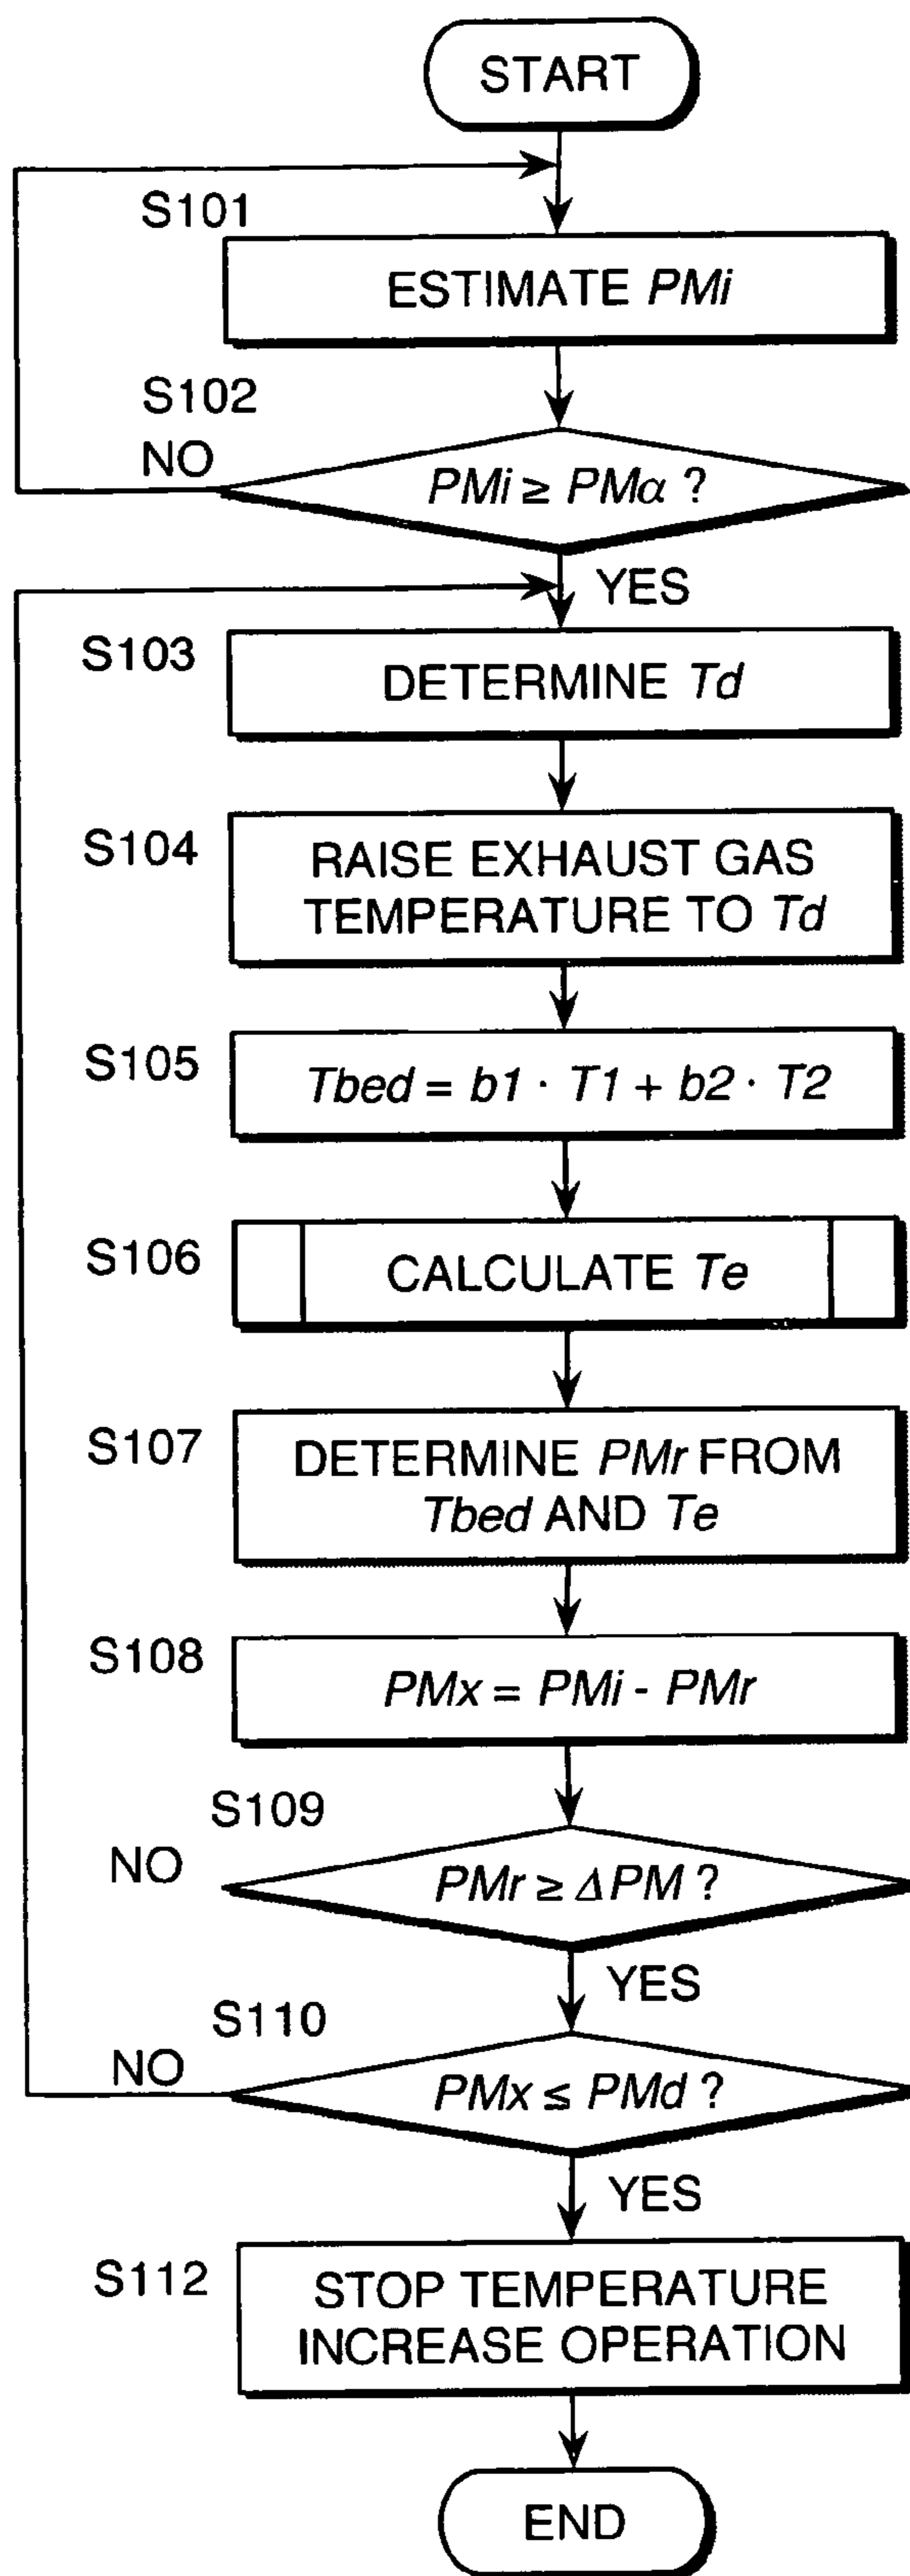 START
S101
ESTIMATE PMi
S102
NO
PMi ≥ PMα ?
YES
S103
DETERMINE Td
S104
RAISE EXHAUST GAS
TEMPERATURE TO Td
S105
Tbed = b1 · T1 + b2 · T2
S106
CALCULATE Te
S107
DETERMINE PMr FROM
Tbed AND Te
S108
PMx = PMi - PMr
S109
NO
PMr ≥ ΔPM ?
YES
S110
NO
PMx ≤ PMd ?
YES
S112
STOP TEMPERATURE
INCREASE OPERATION
END